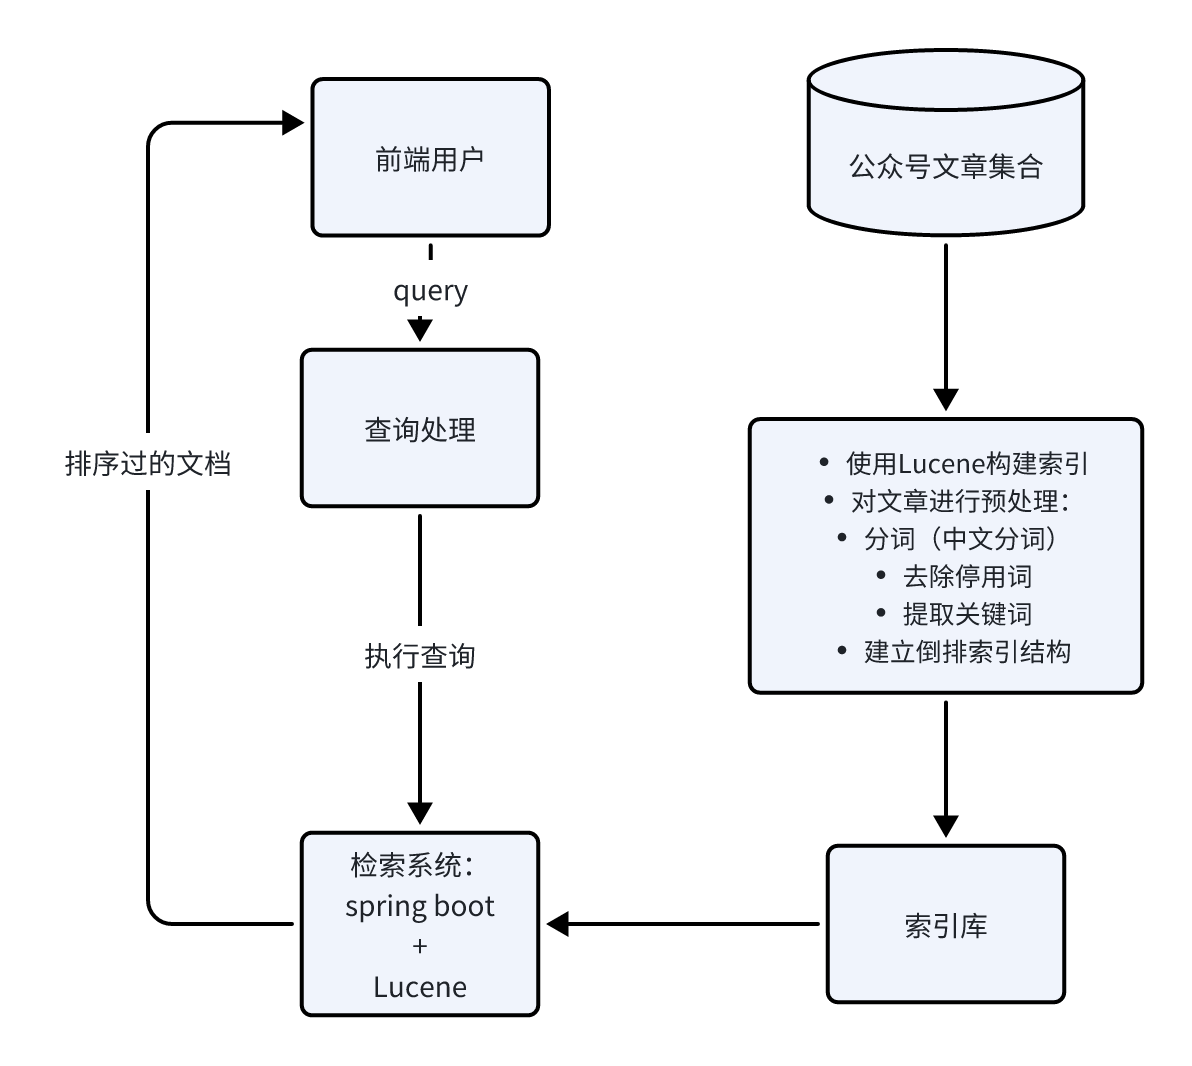 前端用户
公众号文章集合
query
查询处理
排序过的文档
• 使用Lucene构建索引
• 对文章进行预处理：
• 分词（中文分词）
• 去除停用词
• 提取关键词
• 建立倒排索引结构
执行查询
检索系统：
spring boot
+
Lucene
索引库